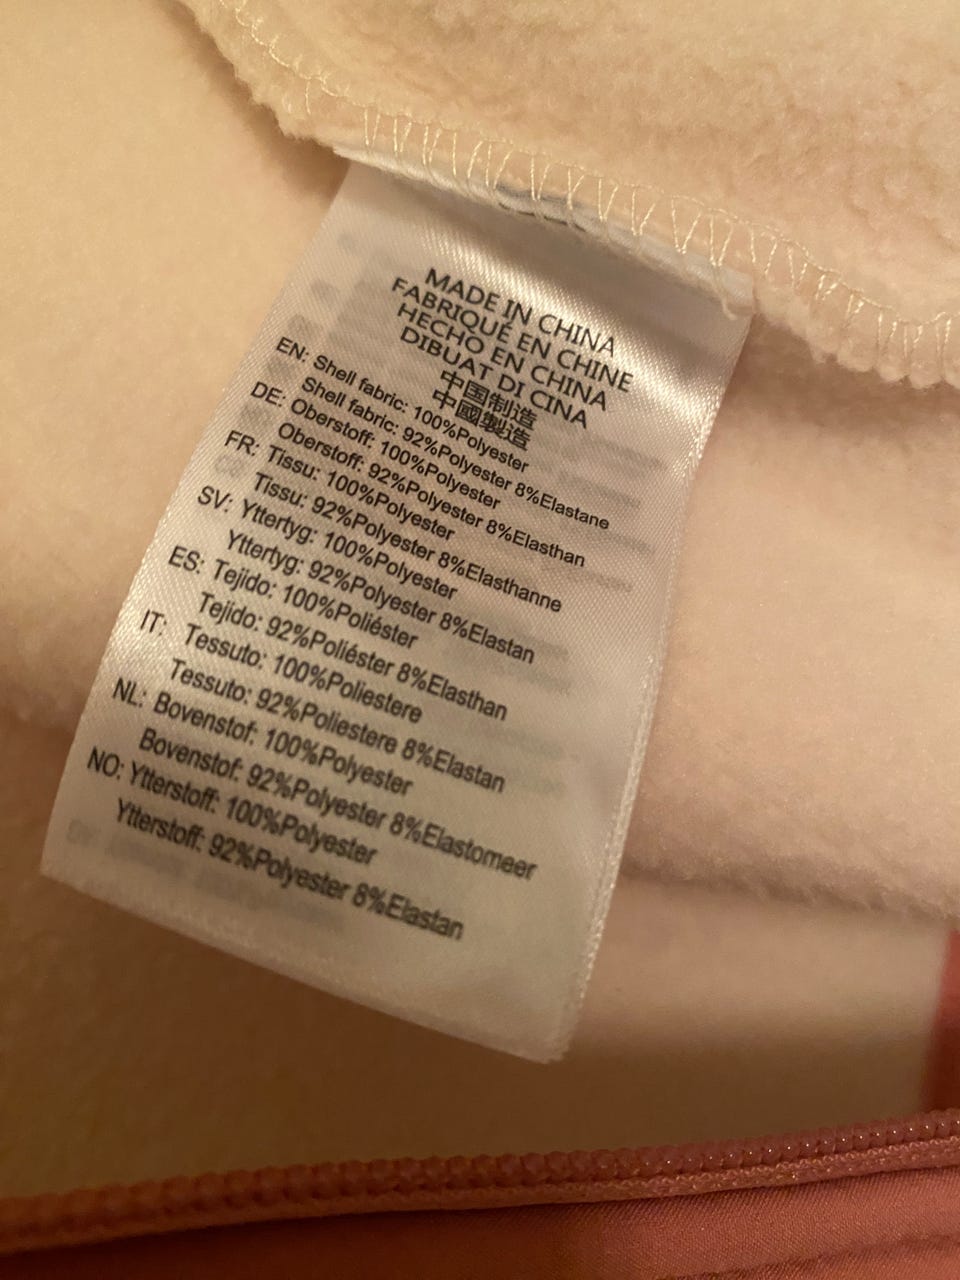 MADE IN CHINA
FABRIQUÉ EN CHINE
HECHO EN CHINA
DIBUAT DI CINA
中国制造
中國製造
EN: Shell fabric: 100%Polyester
Shell fabric: 92%Polyester 8%Elastane
DE: Oberstoff: 100%Polyester
Oberstoff: 92%Polyester 8%Elasthan
FR: Tissu: 100%Polyester
Tissu: 92%Polyester 8%Elasthanne
SV: Yttertyg: 100%Polyester
Yttertyg: 92%Polyester 8%Elastan
ES: Tejido: 100%Poliéster
Tejido: 92%Poliéster 8%Elasthan
IT: Tessuto: 100%Poliestere
Tessuto: 92%Poliestere 8%Elastan
NL: Bovenstof: 100%Polyester
Bovenstof: 92%Polyester 8%Elastomeer
NO: Ytterstoff: 100%Polyester
Ytterstoff: 92%Polyester 8%Elastan